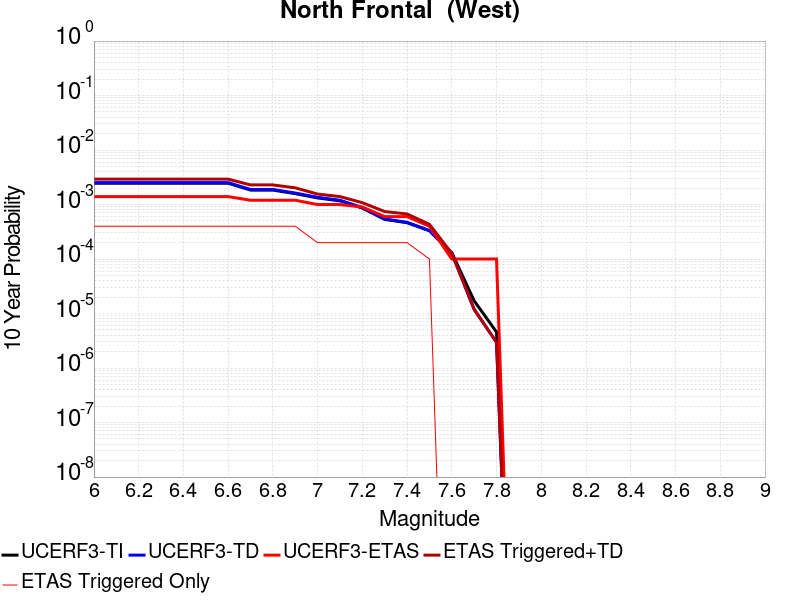 North Frontal  (West)
10^0
10^-1
10^-2
10^-3
10^-4
10^-5
10^-6
10^-7
10^-8
10 Year Probability
6 6.2 6.4 6.6 6.8 7 7.2 7.4 7.6 7.8 8 8.2 8.4 8.6 8.8 9
Magnitude
UCERF3-TI UCERF3-TD UCERF3-ETAS ETAS Triggered+TD
ETAS Triggered Only